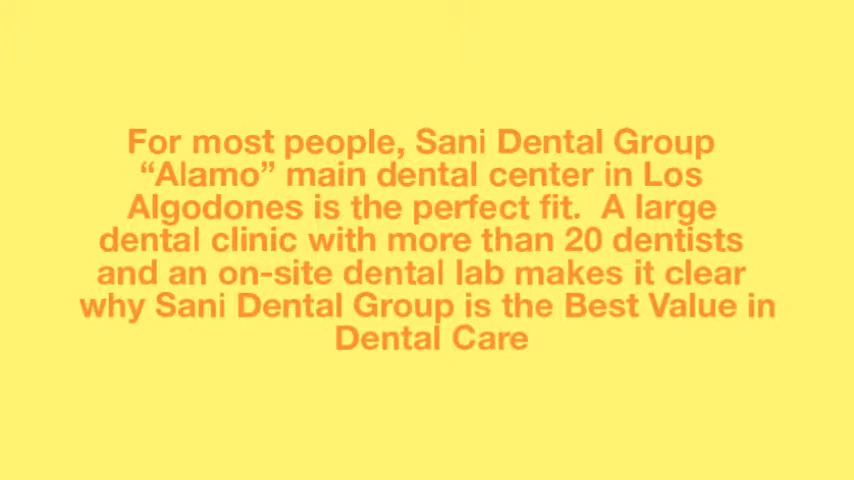 For most people, Sani Dental Group
“Alamo” main dental center in Los
Algodones is the perfect fit.  A large
dental clinic with more than 20 dentists
and an on-site dental lab makes it clear
why Sani Dental Group is the Best Value in
Dental Care